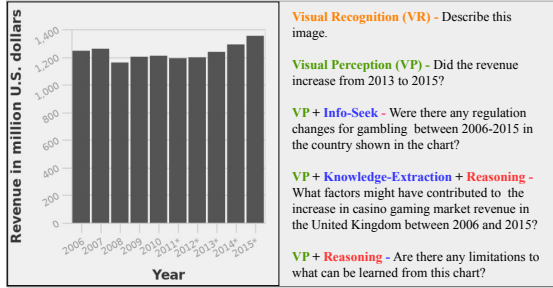 Revenue in million U.S. dollars
1,400
1,200
1,000
800
600
400
200
0
2006
2007
2008
2009
2010
2011*
2012*
2013*
2014*
2015*
Year
Visual Recognition (VR) - Describe this
image.
Visual Perception (VP) - Did the revenue
increase from 2013 to 2015?
VP + Info-Seek - Were there any regulation
changes for gambling between 2006-2015 in
the country shown in the chart?
VP + Knowledge-Extraction + Reasoning -
What factors might have contributed to the
increase in casino gaming market revenue in
the United Kingdom between 2006 and 2015?
VP + Reasoning - Are there any limitations to
what can be learned from this chart?